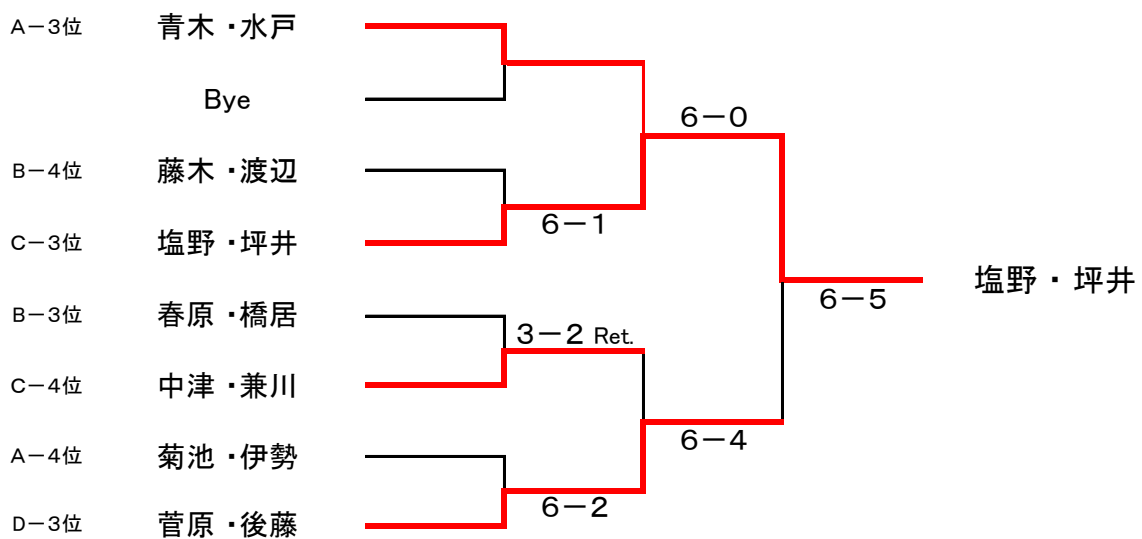 A－3位 青木・水戸
Bye
6－0
B－4位 藤木・渡辺
6－1
C－3位 塩野・坪井
塩野・坪井
6－5
B－3位 春原・橋居
3－2 Ret.
C－4位 中津・兼川
6－4
A－4位 菊池・伊勢
6－2
D－3位 菅原・後藤